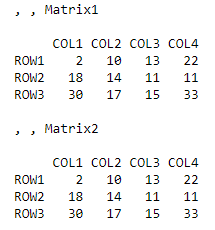 , , Matrix1
COL1 COL2 COL3 COL4
ROW1 2 10 13 22
ROW2 18 14 11 11
ROW3 30 17 15 33
, , Matrix2
COL1 COL2 COL3 COL4
ROW1 2 10 13 22
ROW2 18 14 11 11
ROW3 30 17 15 33